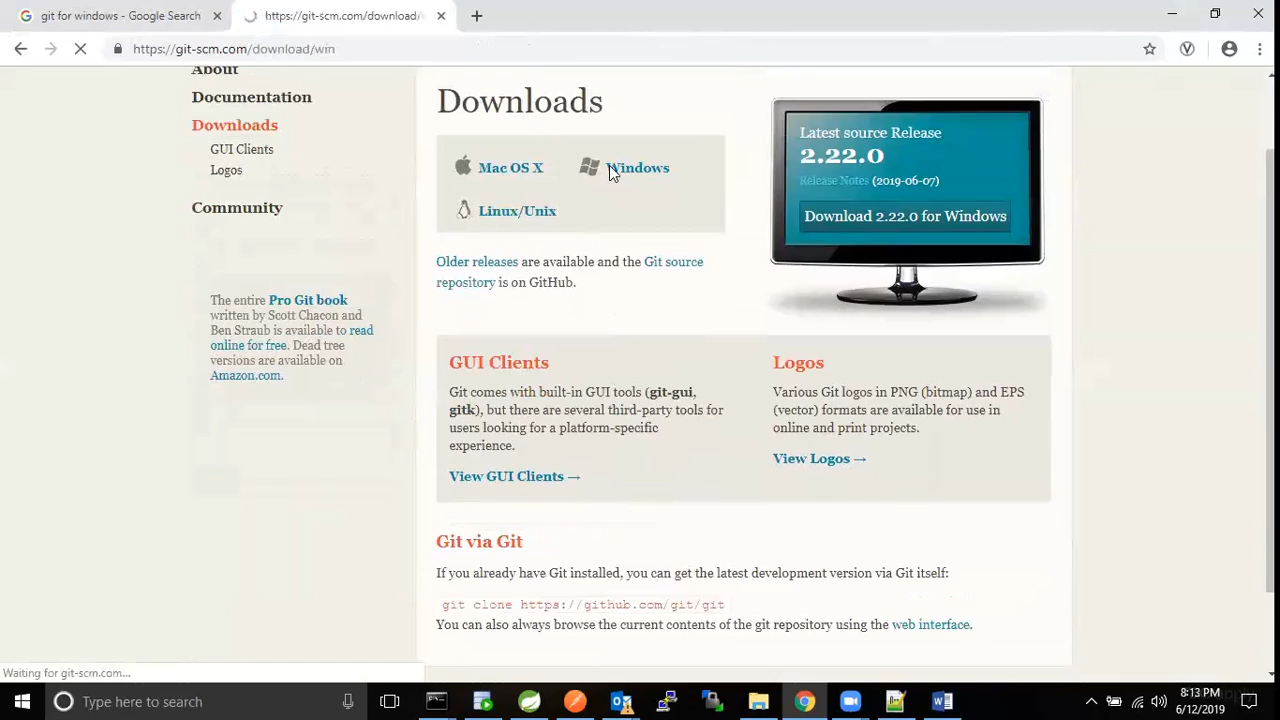 git for windows - Google Search
https://git-scm.com/download/
https://git-scm.com/download/win
About
Documentation
Downloads
GUI Clients
Logos
Community
The entire Pro Git book
written by Scott Chacon and
Ben Straub is available to read
online for free. Dead tree
versions are available on
Amazon.com.
Downloads
Mac OS X
Windows
Linux/Unix
Older releases are available and the Git source
repository is on GitHub.
Latest source Release
2.22.0
Release Notes (2019-06-07)
Download 2.22.0 for Windows
GUI Clients
Git comes with built-in GUI tools (git-gui,
gitk), but there are several third-party tools for
users looking for a platform-specific
experience.
View GUI Clients →
Logos
Various Git logos in PNG (bitmap) and EPS
(vector) formats are available for use in
online and print projects.
View Logos →
Git via Git
If you already have Git installed, you can get the latest development version via Git itself:
git clone https://github.com/git/git
You can also always browse the current contents of the git repository using the web interface.
Waiting for git-scm.com...
Type here to search
8:13 PM
6/12/2019